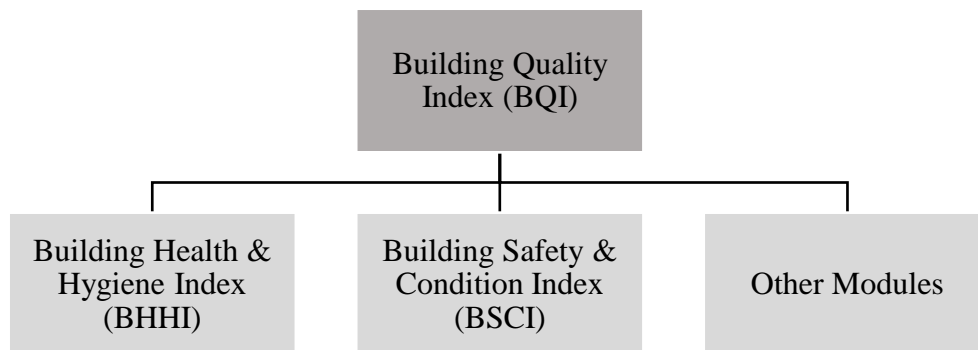 Building Quality
Index (BQI)
Building Health &
Hygiene Index
(BHHI)
Building Safety &
Condition Index
(BSCI)
Other Modules